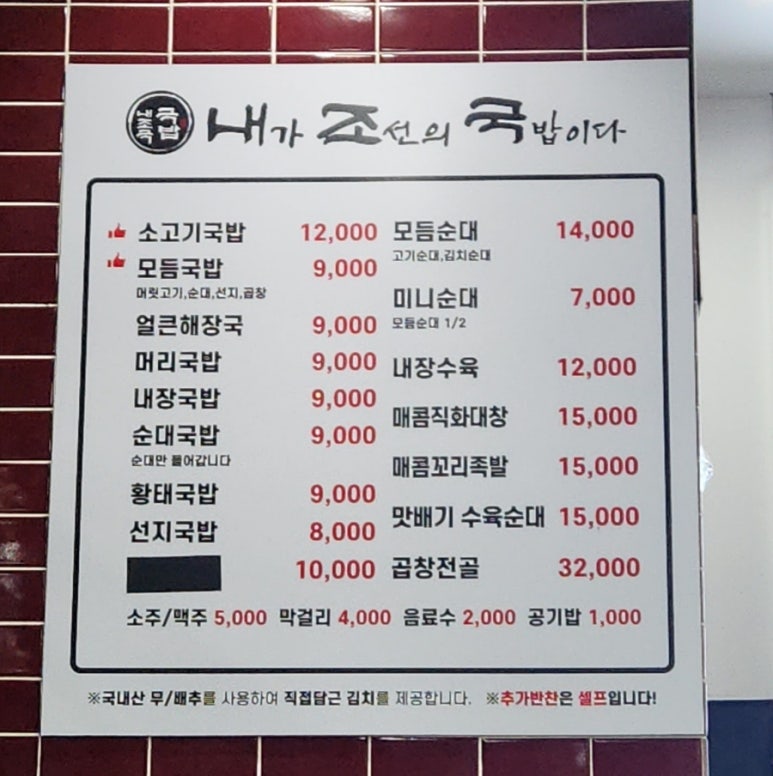 내가 조선의 국밥이다
소고기국밥 12,000
모듬국밥 9,000
머릿고기,순대,선지,곱창
얼큰해장국 9,000
머리국밥 9,000
내장국밥 9,000
순대국밥 9,000
순대만 들어갑니다
황태국밥 9,000
선지국밥 8,000
10,000
모듬순대 14,000
고기순대,김치순대
미니순대 7,000
모듬순대 1/2
내장수육 12,000
매콤직화대창 15,000
매콤꼬리족발 15,000
맛배기 수육순대 15,000
곱창전골 32,000
소주/맥주 5,000 막걸리 4,000 음료수 2,000 공기밥 1,000
※국내산 무/배추를 사용하여 직접담근 김치를 제공합니다. ※추가반찬은 셀프입니다!